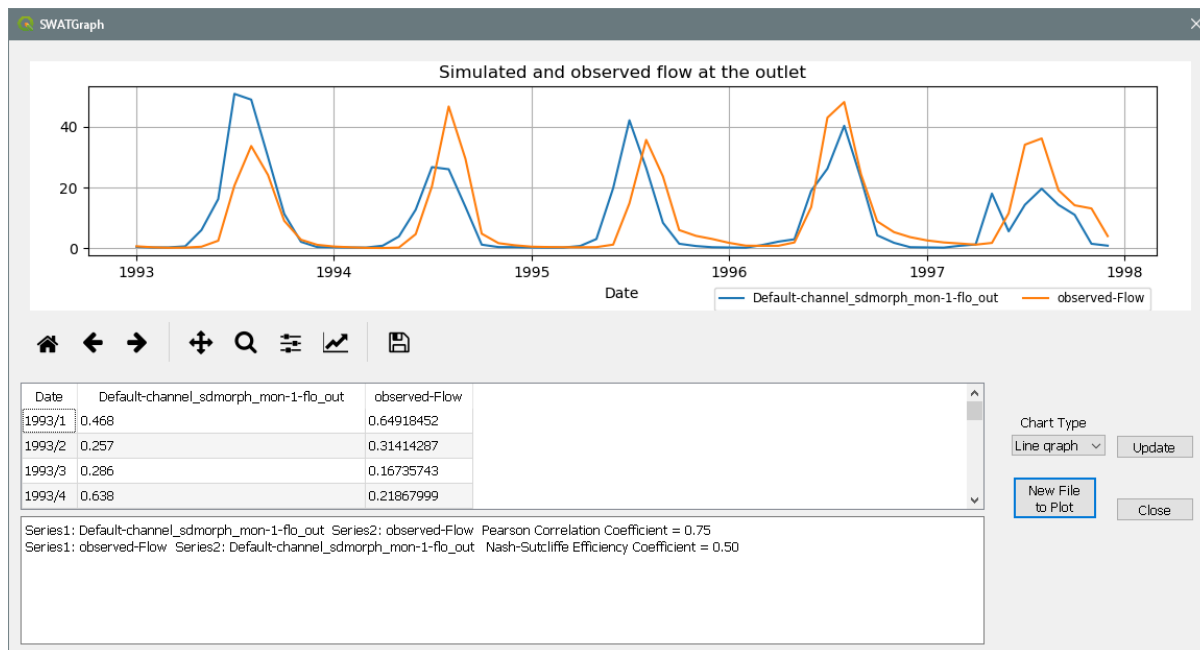 SWATGraph
Simulated and observed flow at the outlet
40
20
0
1993 1994 1995 1996 1997 1998
Date
Default-channel_sdmorph_mon-1-flo_out observed-Flow
Date Default-channel_sdmorph_mon-1-flo_out observed-Flow
1993/1 0.468 0.64918452
1993/2 0.257 0.31414287
1993/3 0.286 0.16735743
1993/4 0.638 0.21867999
Chart Type
Line graph Update
New File
to Plot
Close
Series1: Default-channel_sdmorph_mon-1-flo_out Series2: observed-Flow Pearson Correlation Coefficient = 0.75
Series1: observed-Flow Series2: Default-channel_sdmorph_mon-1-flo_out Nash-Sutcliffe Efficiency Coefficient = 0.50